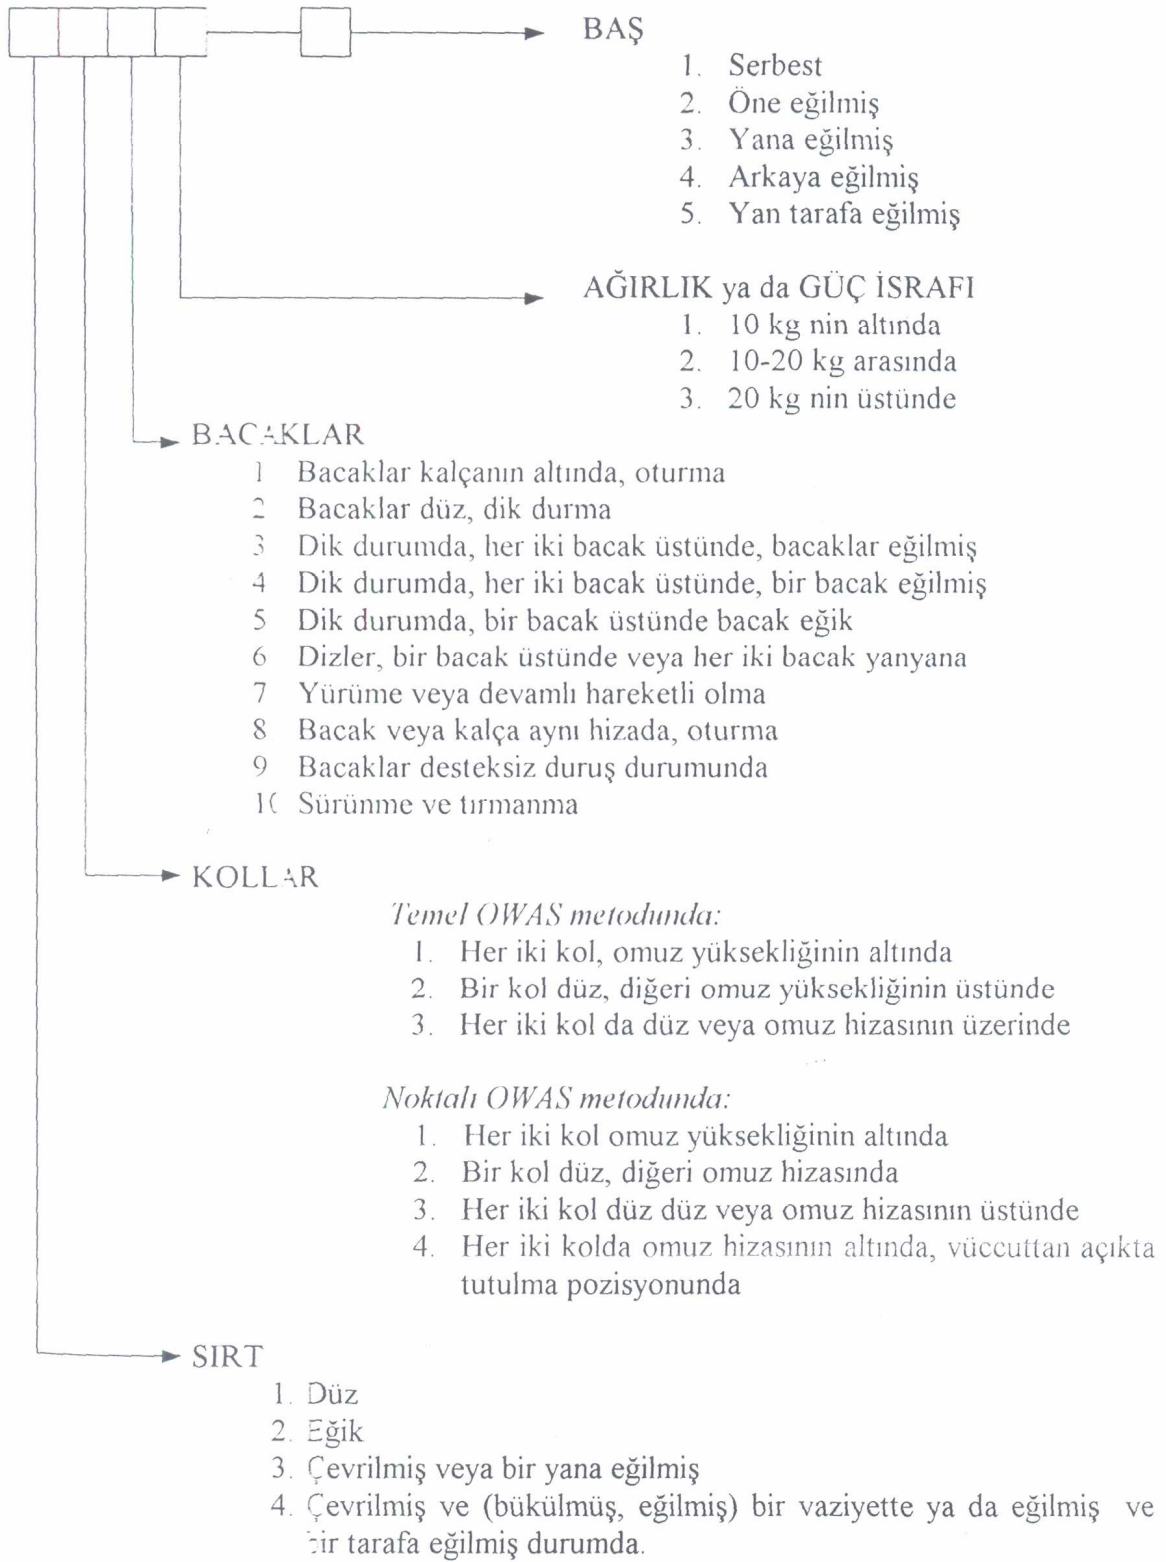 BAŞ
1. Serbest
2. Öne eğilmiş
3. Yana eğilmiş
4. Arkaya eğilmiş
5. Yan tarafa eğilmiş
AĞIRLIK ya da GÜÇ İSRAFI
1. 10 kg nin altında
2. 10-20 kg arasında
3. 20 kg nin üstünde
BACAKLAR
1 Bacaklar kalçanın altında, oturma
2 Bacaklar düz, dik durma
3 Dik durumda, her iki bacak üstünde, bacaklar eğilmiş
4 Dik durumda, her iki bacak üstünde, bir bacak eğilmiş
5 Dik durumda, bir bacak üstünde bacak eğik
6 Dizler, bir bacak üstünde veya her iki bacak yanyana
7 Yürüme veya devamlı hareketli olma
8 Bacak veya kalça aynı hizada, oturma
9 Bacaklar desteksiz duruş durumunda
10 Sürünme ve tırmanma
KOLLAR
Temel OWAS metodunda:
1. Her iki kol, omuz yüksekliğinin altında
2. Bir kol düz, diğeri omuz yüksekliğinin üstünde
3. Her iki kol da düz veya omuz hizasının üzerinde
Noktalı OWAS metodunda:
1. Her iki kol omuz yüksekliğinin altında
2. Bir kol düz, diğeri omuz hizasında
3. Her iki kol düz düz veya omuz hizasının üstünde
4. Her iki kolda omuz hizasının altında, vüccuttan açıkta
tutulma pozisyonunda
SIRT
1. Düz
2. Eğik
3. Çevrilmiş veya bir yana eğilmiş
4. Çevrilmiş ve (bükülmüş, eğilmiş) bir vaziyette ya da eğilmiş ve
bir tarafa eğilmiş durumda.